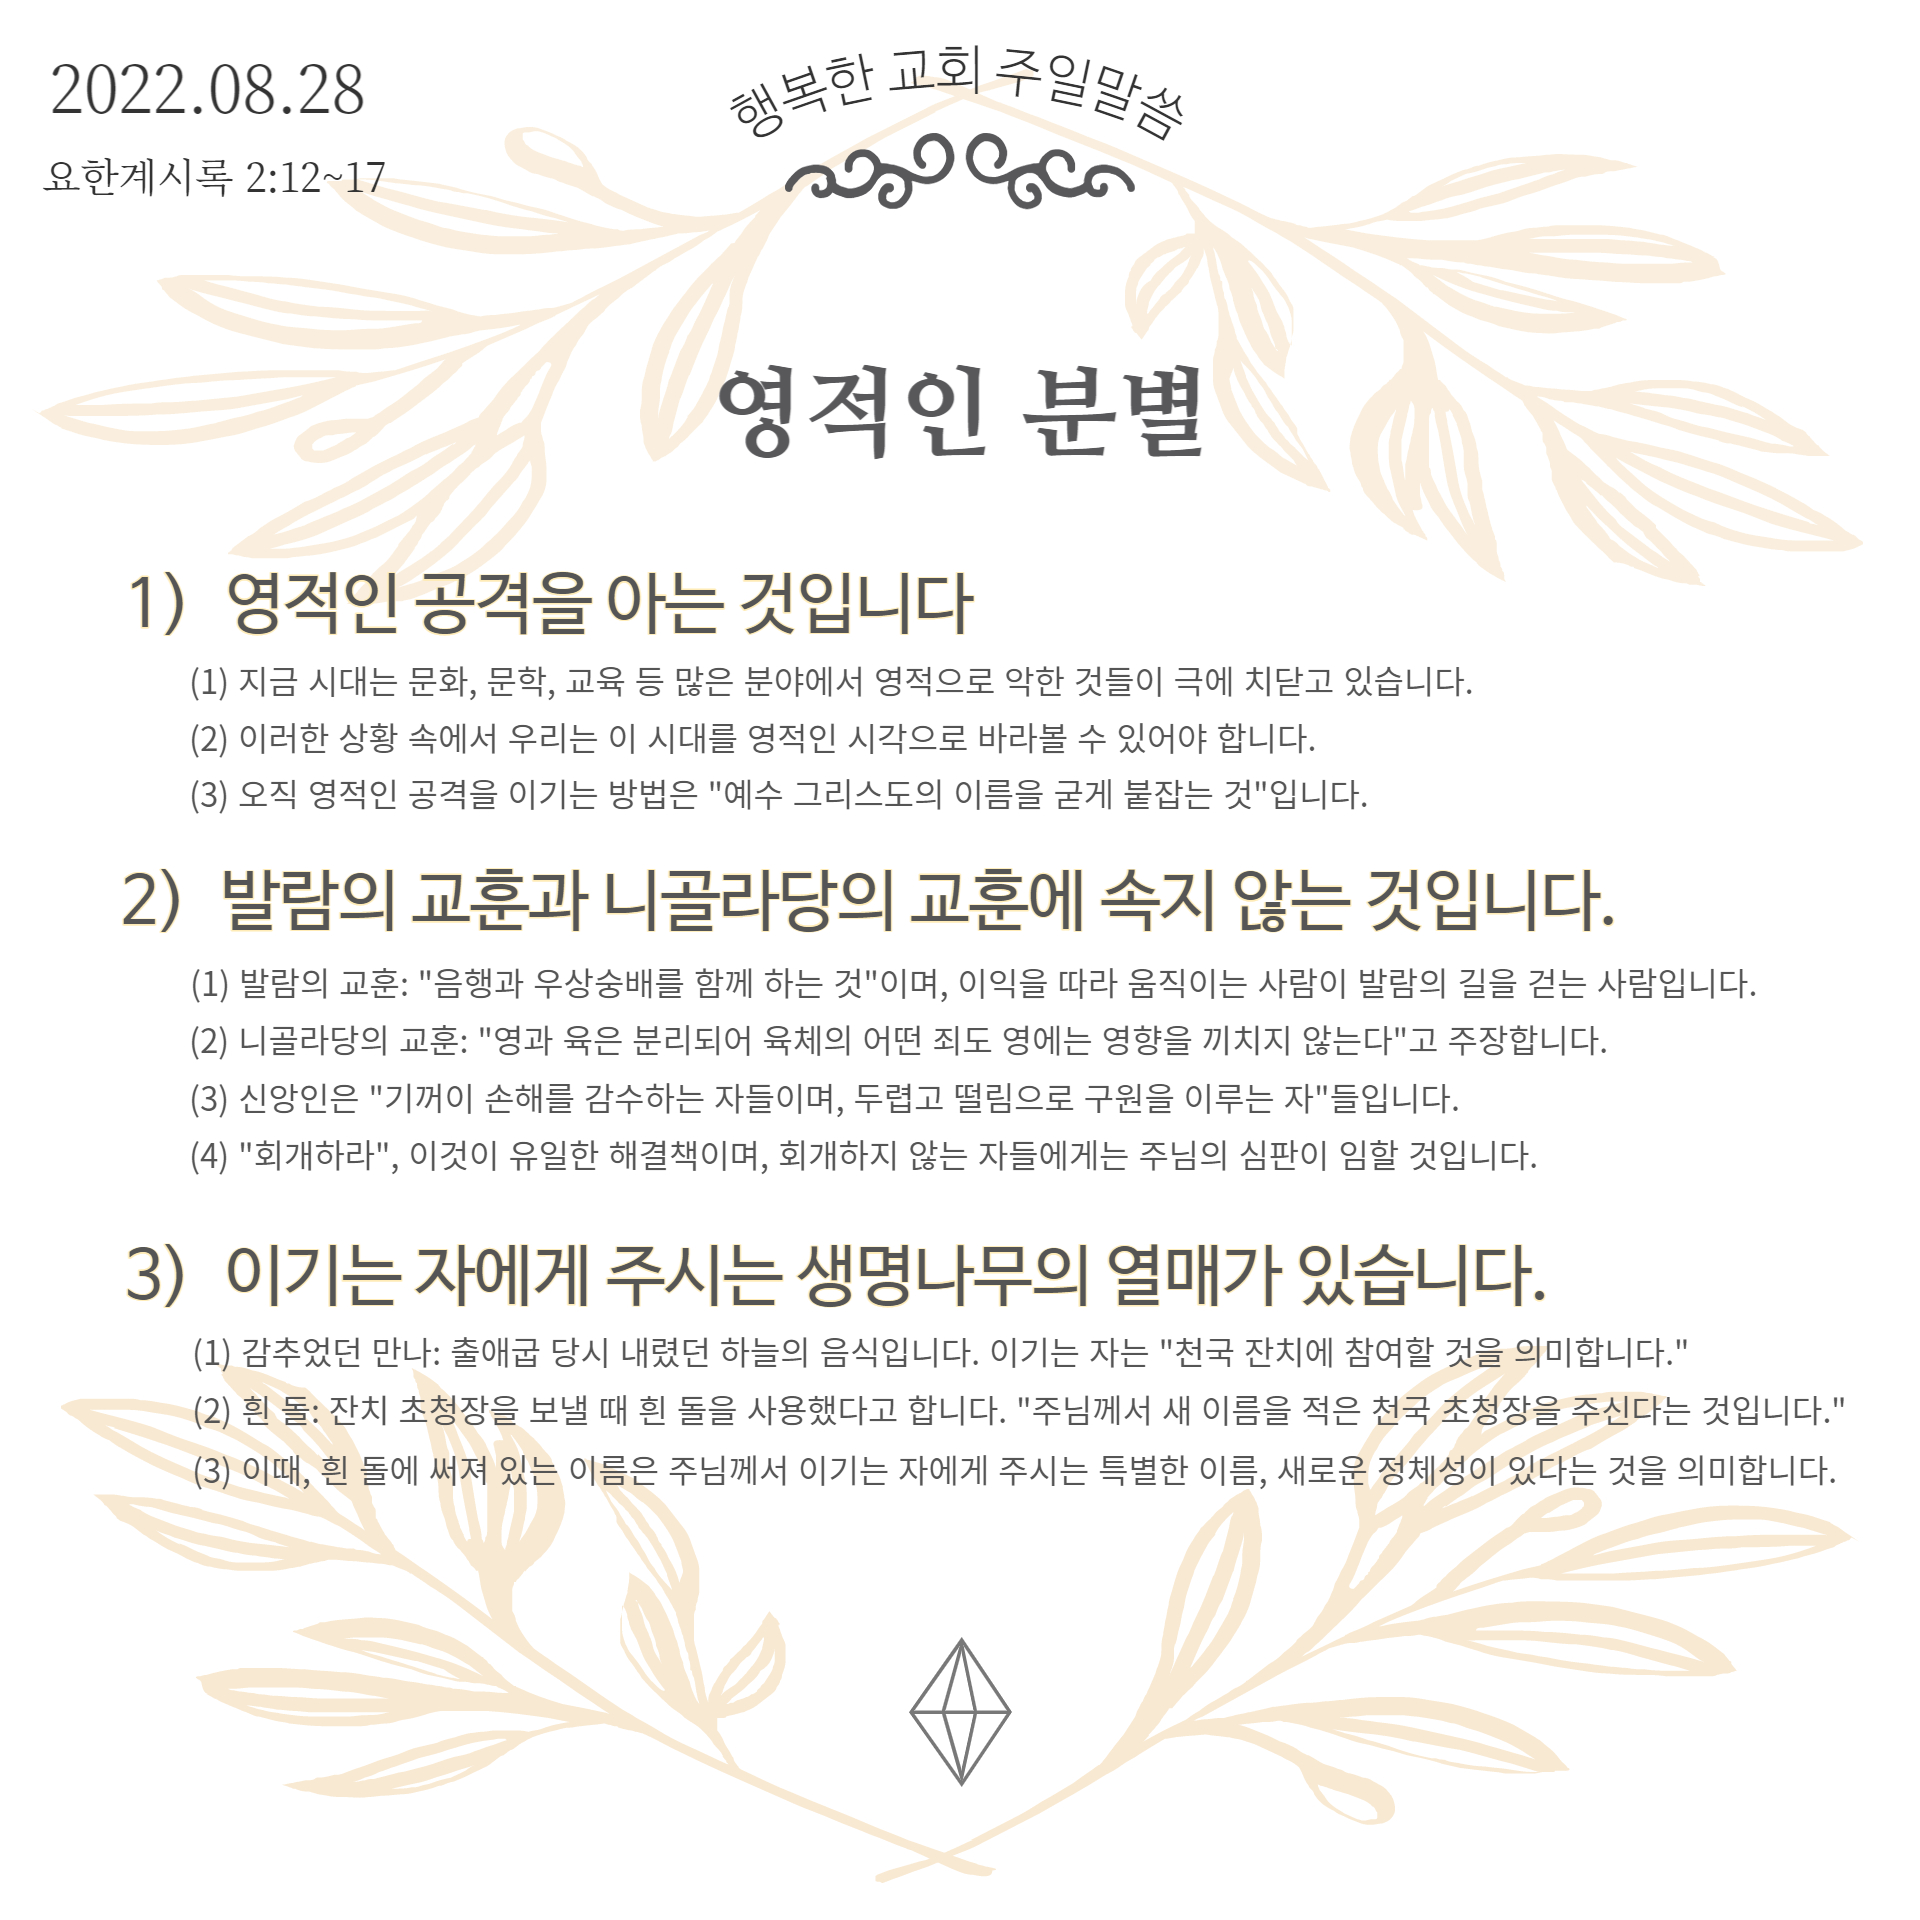 2022.08.28
요한계시록 2:12~17
행복한 교회 주일말씀
영적인 분별
1) 영적인 공격을 아는 것입니다
(1) 지금 시대는 문화, 문학, 교육 등 많은 분야에서 영적으로 악한 것들이 극에 치닫고 있습니다.
(2) 이러한 상황 속에서 우리는 이 시대를 영적인 시각으로 바라볼 수 있어야 합니다.
(3) 오직 영적인 공격을 이기는 방법은 "예수 그리스도의 이름을 굳게 붙잡는 것"입니다.
2) 발람의 교훈과 니골라당의 교훈에 속지 않는 것입니다.
(1) 발람의 교훈: "음행과 우상숭배를 함께 하는 것"이며, 이익을 따라 움직이는 사람이 발람의 길을 걷는 사람입니다.
(2) 니골라당의 교훈: "영과 육은 분리되어 육체의 어떤 죄도 영에는 영향을 끼치지 않는다"고 주장합니다.
(3) 신앙인은 "기꺼이 손해를 감수하는 자들이며, 두렵고 떨림으로 구원을 이루는 자"들입니다.
(4) "회개하라", 이것이 유일한 해결책이며, 회개하지 않는 자들에게는 주님의 심판이 임할 것입니다.
3) 이기는 자에게 주시는 생명나무의 열매가 있습니다.
(1) 감추었던 만나: 출애굽 당시 내렸던 하늘의 음식입니다. 이기는 자는 "천국 잔치에 참여할 것을 의미합니다."
(2) 흰 돌: 잔치 초청장을 보낼 때 흰 돌을 사용했다고 합니다. "주님께서 새 이름을 적은 천국 초청장을 주신다는 것입니다."
(3) 이때, 흰 돌에 써져 있는 이름은 주님께서 이기는 자에게 주시는 특별한 이름, 새로운 정체성이 있다는 것을 의미합니다.